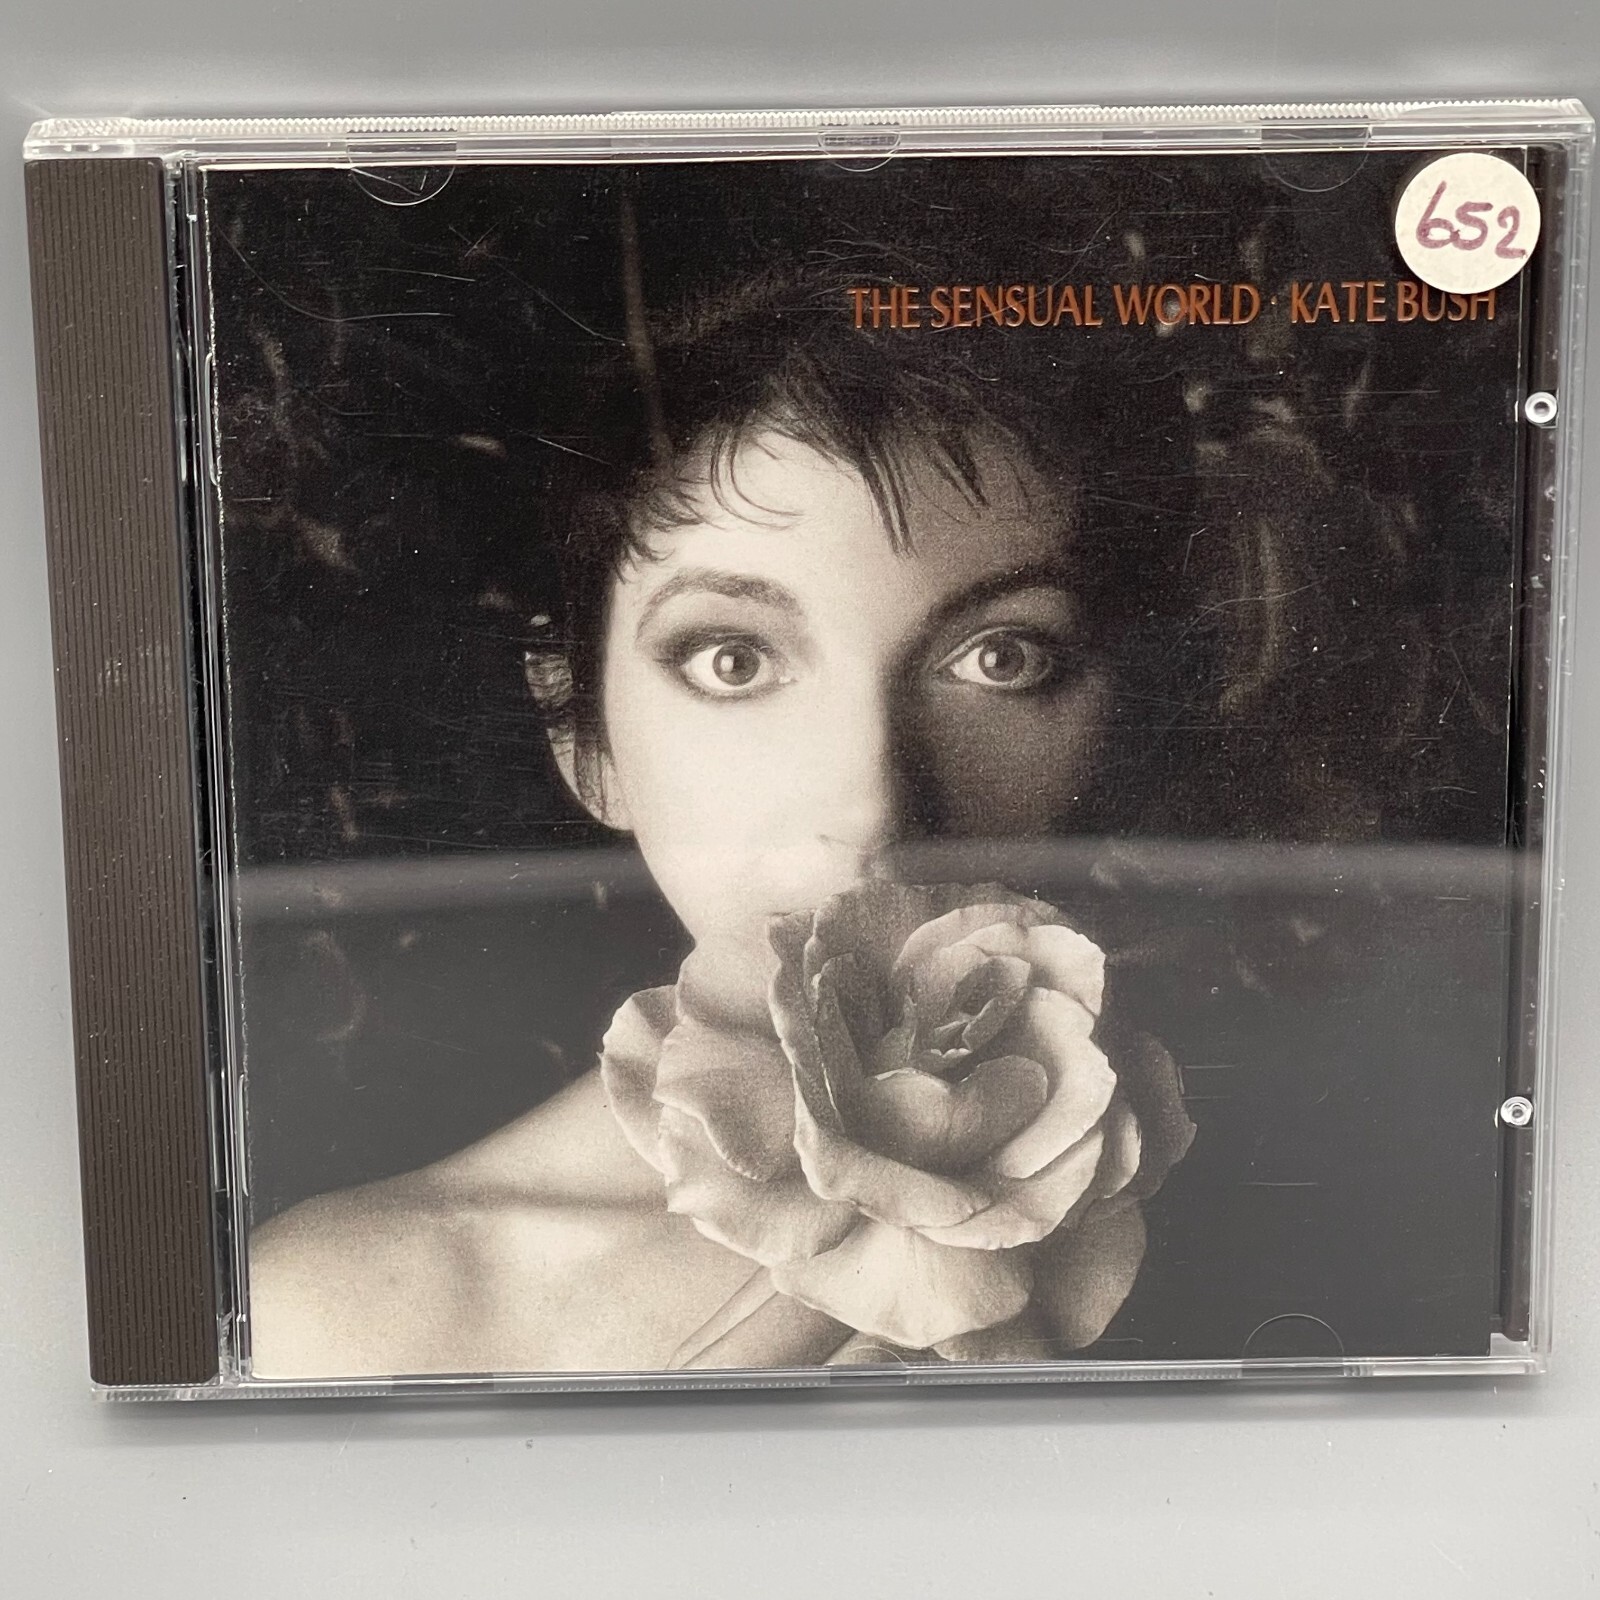 652
THE SENSUAL WORLD · KATE BUSH